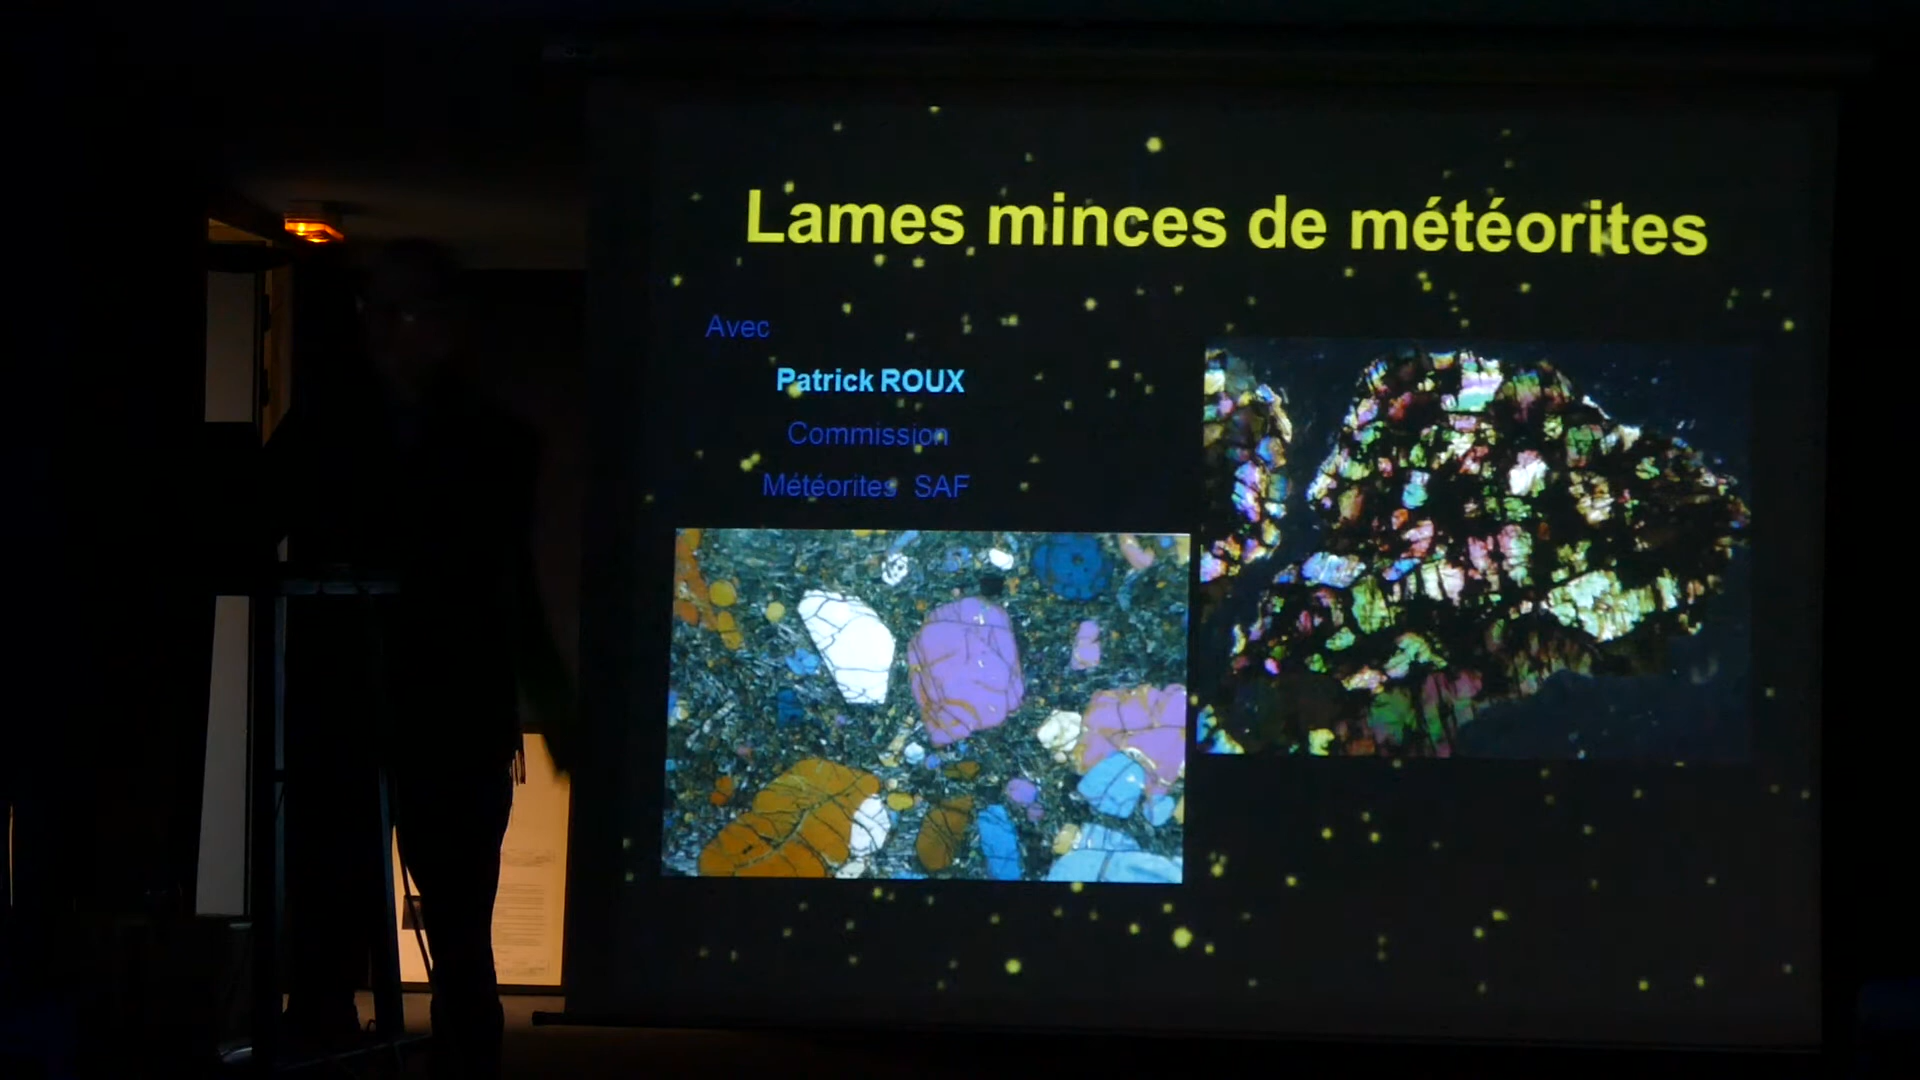 Lames minces de météorites
Avec
Patrick ROUX
Commission
Météorites SAF